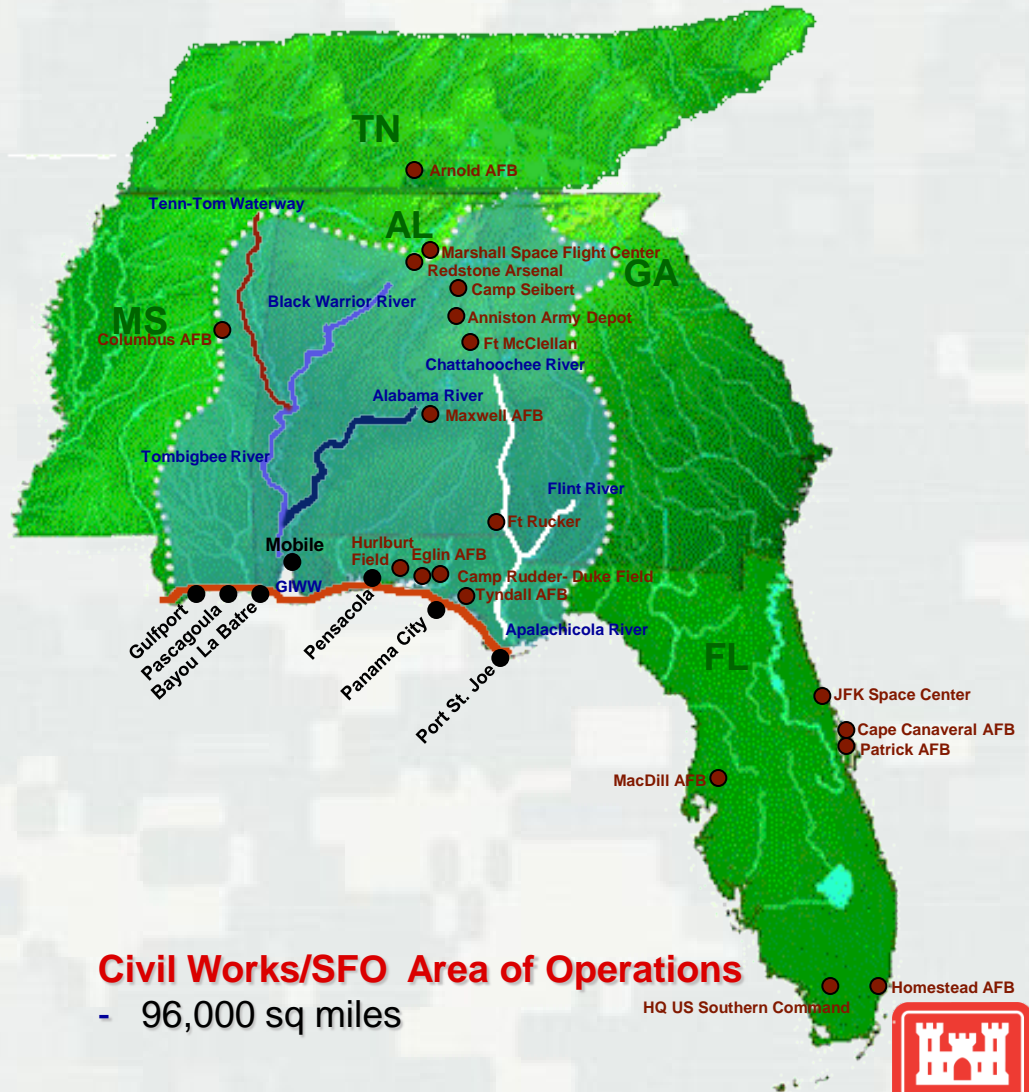 TN
Arnold AFB
Tenn-Tom Waterway
AL
Marshall Space Flight Center
Redstone Arsenal
GA
Camp Seibert
Black Warrior River
MS
Anniston Army Depot
Columbus AFB
Ft McClellan
Chattahoochee River
Alabama River
Maxwell AFB
Tombigbee River
Flint River
Ft Rucker
Mobile
Hurlburt
Field
Eglin AFB
Camp Rudder- Duke Field
GIWW
Tyndall AFB
Gulfport
Pascagoula
Bayou La Batre
Pensacola
Panama City
Apalachicola River
Port St. Joe
FL
JFK Space Center
Cape Canaveral AFB
Patrick AFB
MacDill AFB
Civil Works/SFO Area of Operations
- 96,000 sq miles
Homestead AFB
HQ US Southern Command